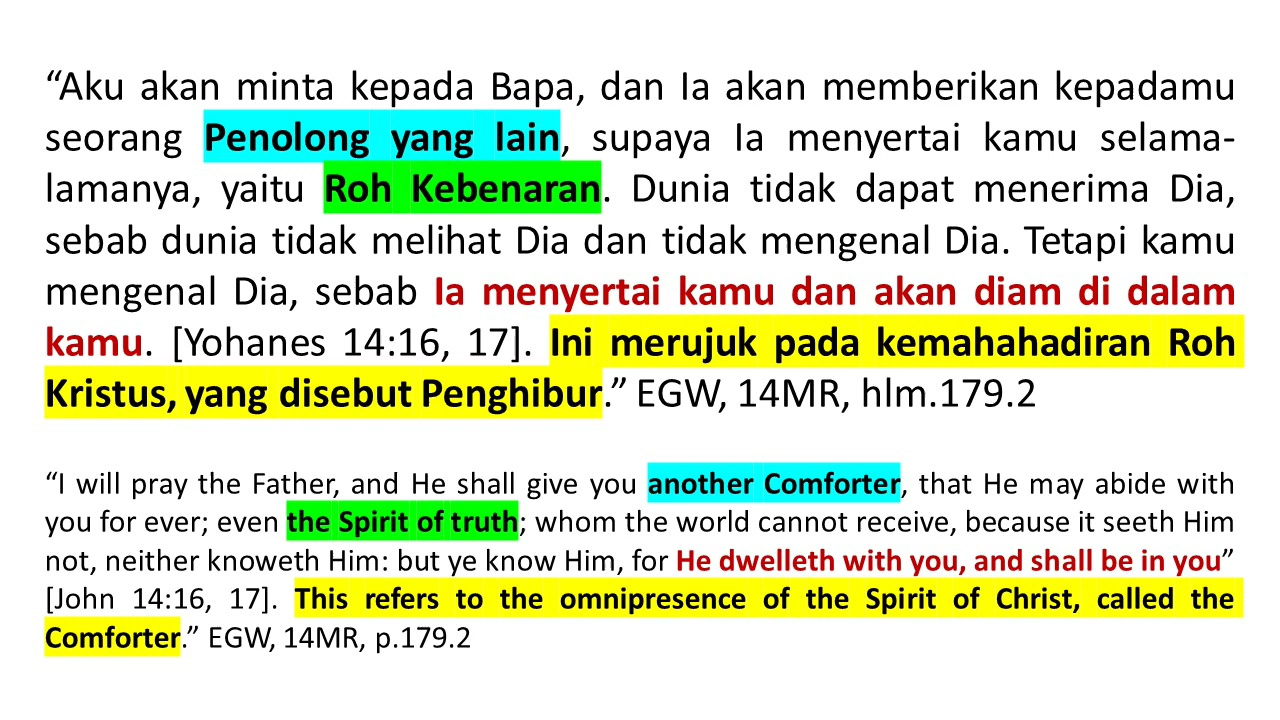 “Aku akan minta kepada Bapa, dan Ia akan memberikan kepadamu
seorang Penolong yang lain, supaya Ia menyertai kamu selama-
lamanya, yaitu Roh Kebenaran. Dunia tidak dapat menerima Dia,
sebab dunia tidak melihat Dia dan tidak mengenal Dia. Tetapi kamu
mengenal Dia, sebab Ia menyertai kamu dan akan diam di dalam
kamu. [Yohanes 14:16, 17]. Ini merujuk pada kemahahadiran Roh
Kristus, yang disebut Penghibur.” EGW, 14MR, hlm.179.2
“I will pray the Father, and He shall give you another Comforter, that He may abide with
you for ever; even the Spirit of truth; whom the world cannot receive, because it seeth Him
not, neither knoweth Him: but ye know Him, for He dwelleth with you, and shall be in you”
[John 14:16, 17]. This refers to the omnipresence of the Spirit of Christ, called the
Comforter.” EGW, 14MR, p.179.2